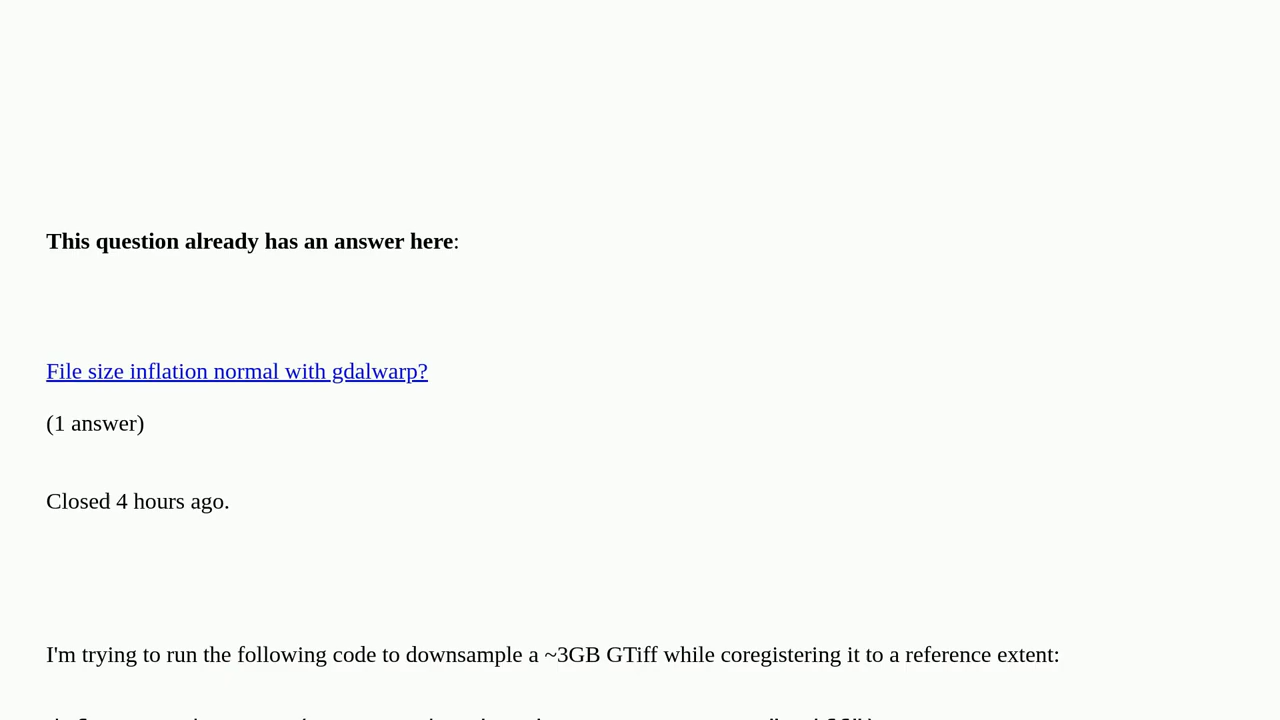 This question already has an answer here:
File size inflation normal with gdalwarp?
(1 answer)
Closed 4 hours ago.
I'm trying to run the following code to downsample a ~3GB GTiff while coregistering it to a reference extent: